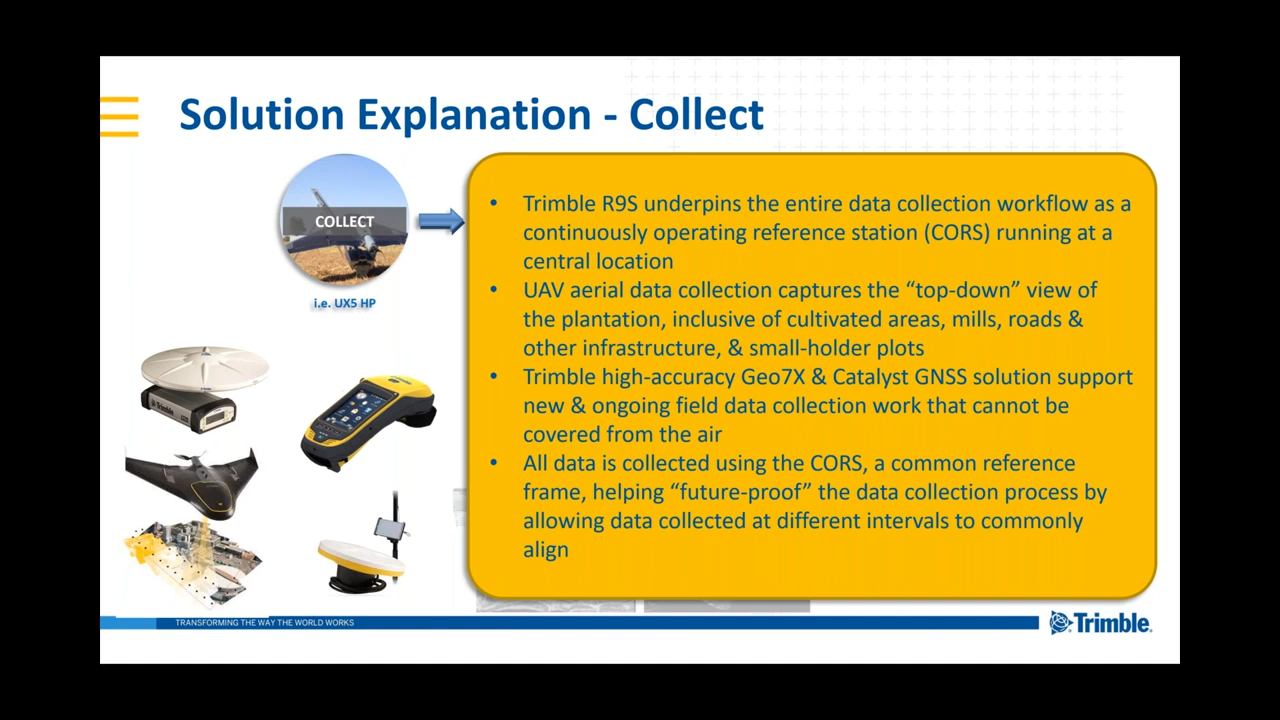 Solution Explanation - Collect
COLLECT
i.e. UX5 HP
• Trimble R9S underpins the entire data collection workflow as a
continuously operating reference station (CORS) running at a
central location
• UAV aerial data collection captures the “top-down” view of
the plantation, inclusive of cultivated areas, mills, roads &
other infrastructure, & small-holder plots
• Trimble high-accuracy Geo7X & Catalyst GNSS solution support
new & ongoing field data collection work that cannot be
covered from the air
• All data is collected using the CORS, a common reference
frame, helping “future-proof” the data collection process by
allowing data collected at different intervals to commonly
align
Trimble
TRANSFORMING THE WAY THE WORLD WORKS
Trimble